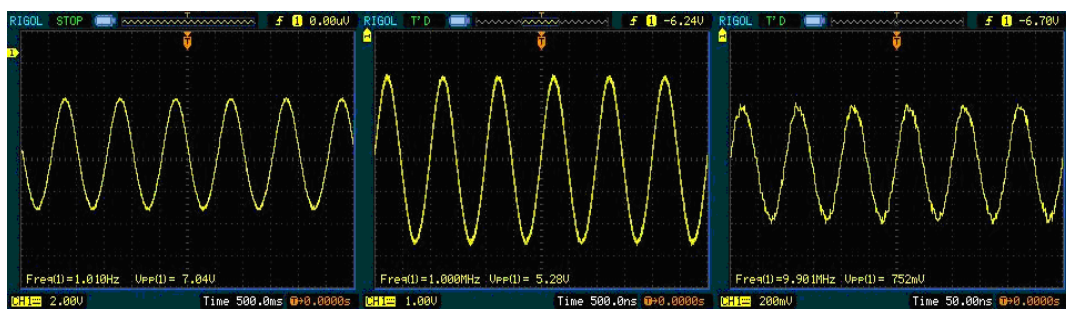 RIGOL STOP T f 1 0.00uV
1
T
Freq(1)=1.010Hz Vpp(1)= 7.04V
CH1 2.00V Time 500.0ms T→0.0000s
RIGOL T'D T f 1 -6.24V
T
Freq(1)=1.000MHz Vpp(1)= 5.28V
CH1 1.00V Time 500.0ns T→0.0000s
RIGOL T'D T f 1 -6.70V
T
Freq(1)=9.901MHz Vpp(1)= 752mV
CH1 200mV Time 50.00ns T→0.0000s